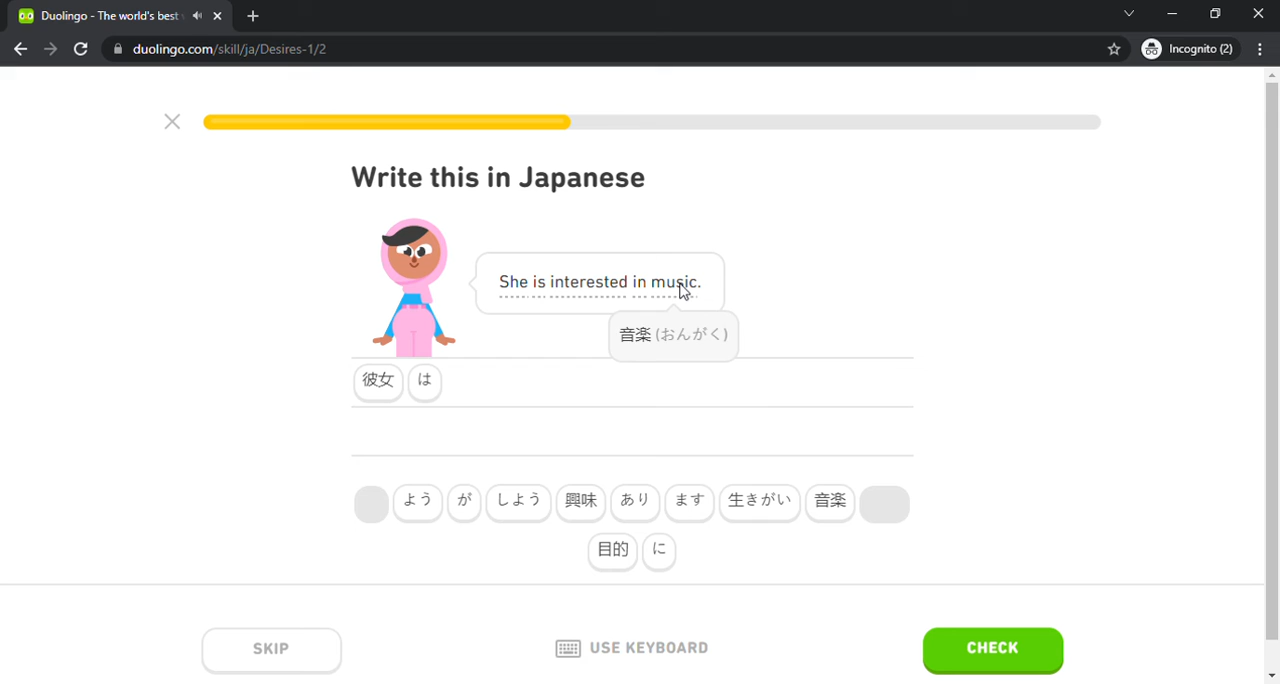 Duolingo - The world's best
duolingo.com/skill/ja/Desires-1/2
Incognito (2)
Write this in Japanese
She is interested in music.
音楽 (おんがく)
彼女 は
よう が しよう 興味 あり ます 生きがい 音楽
目的 に
SKIP
USE KEYBOARD
CHECK